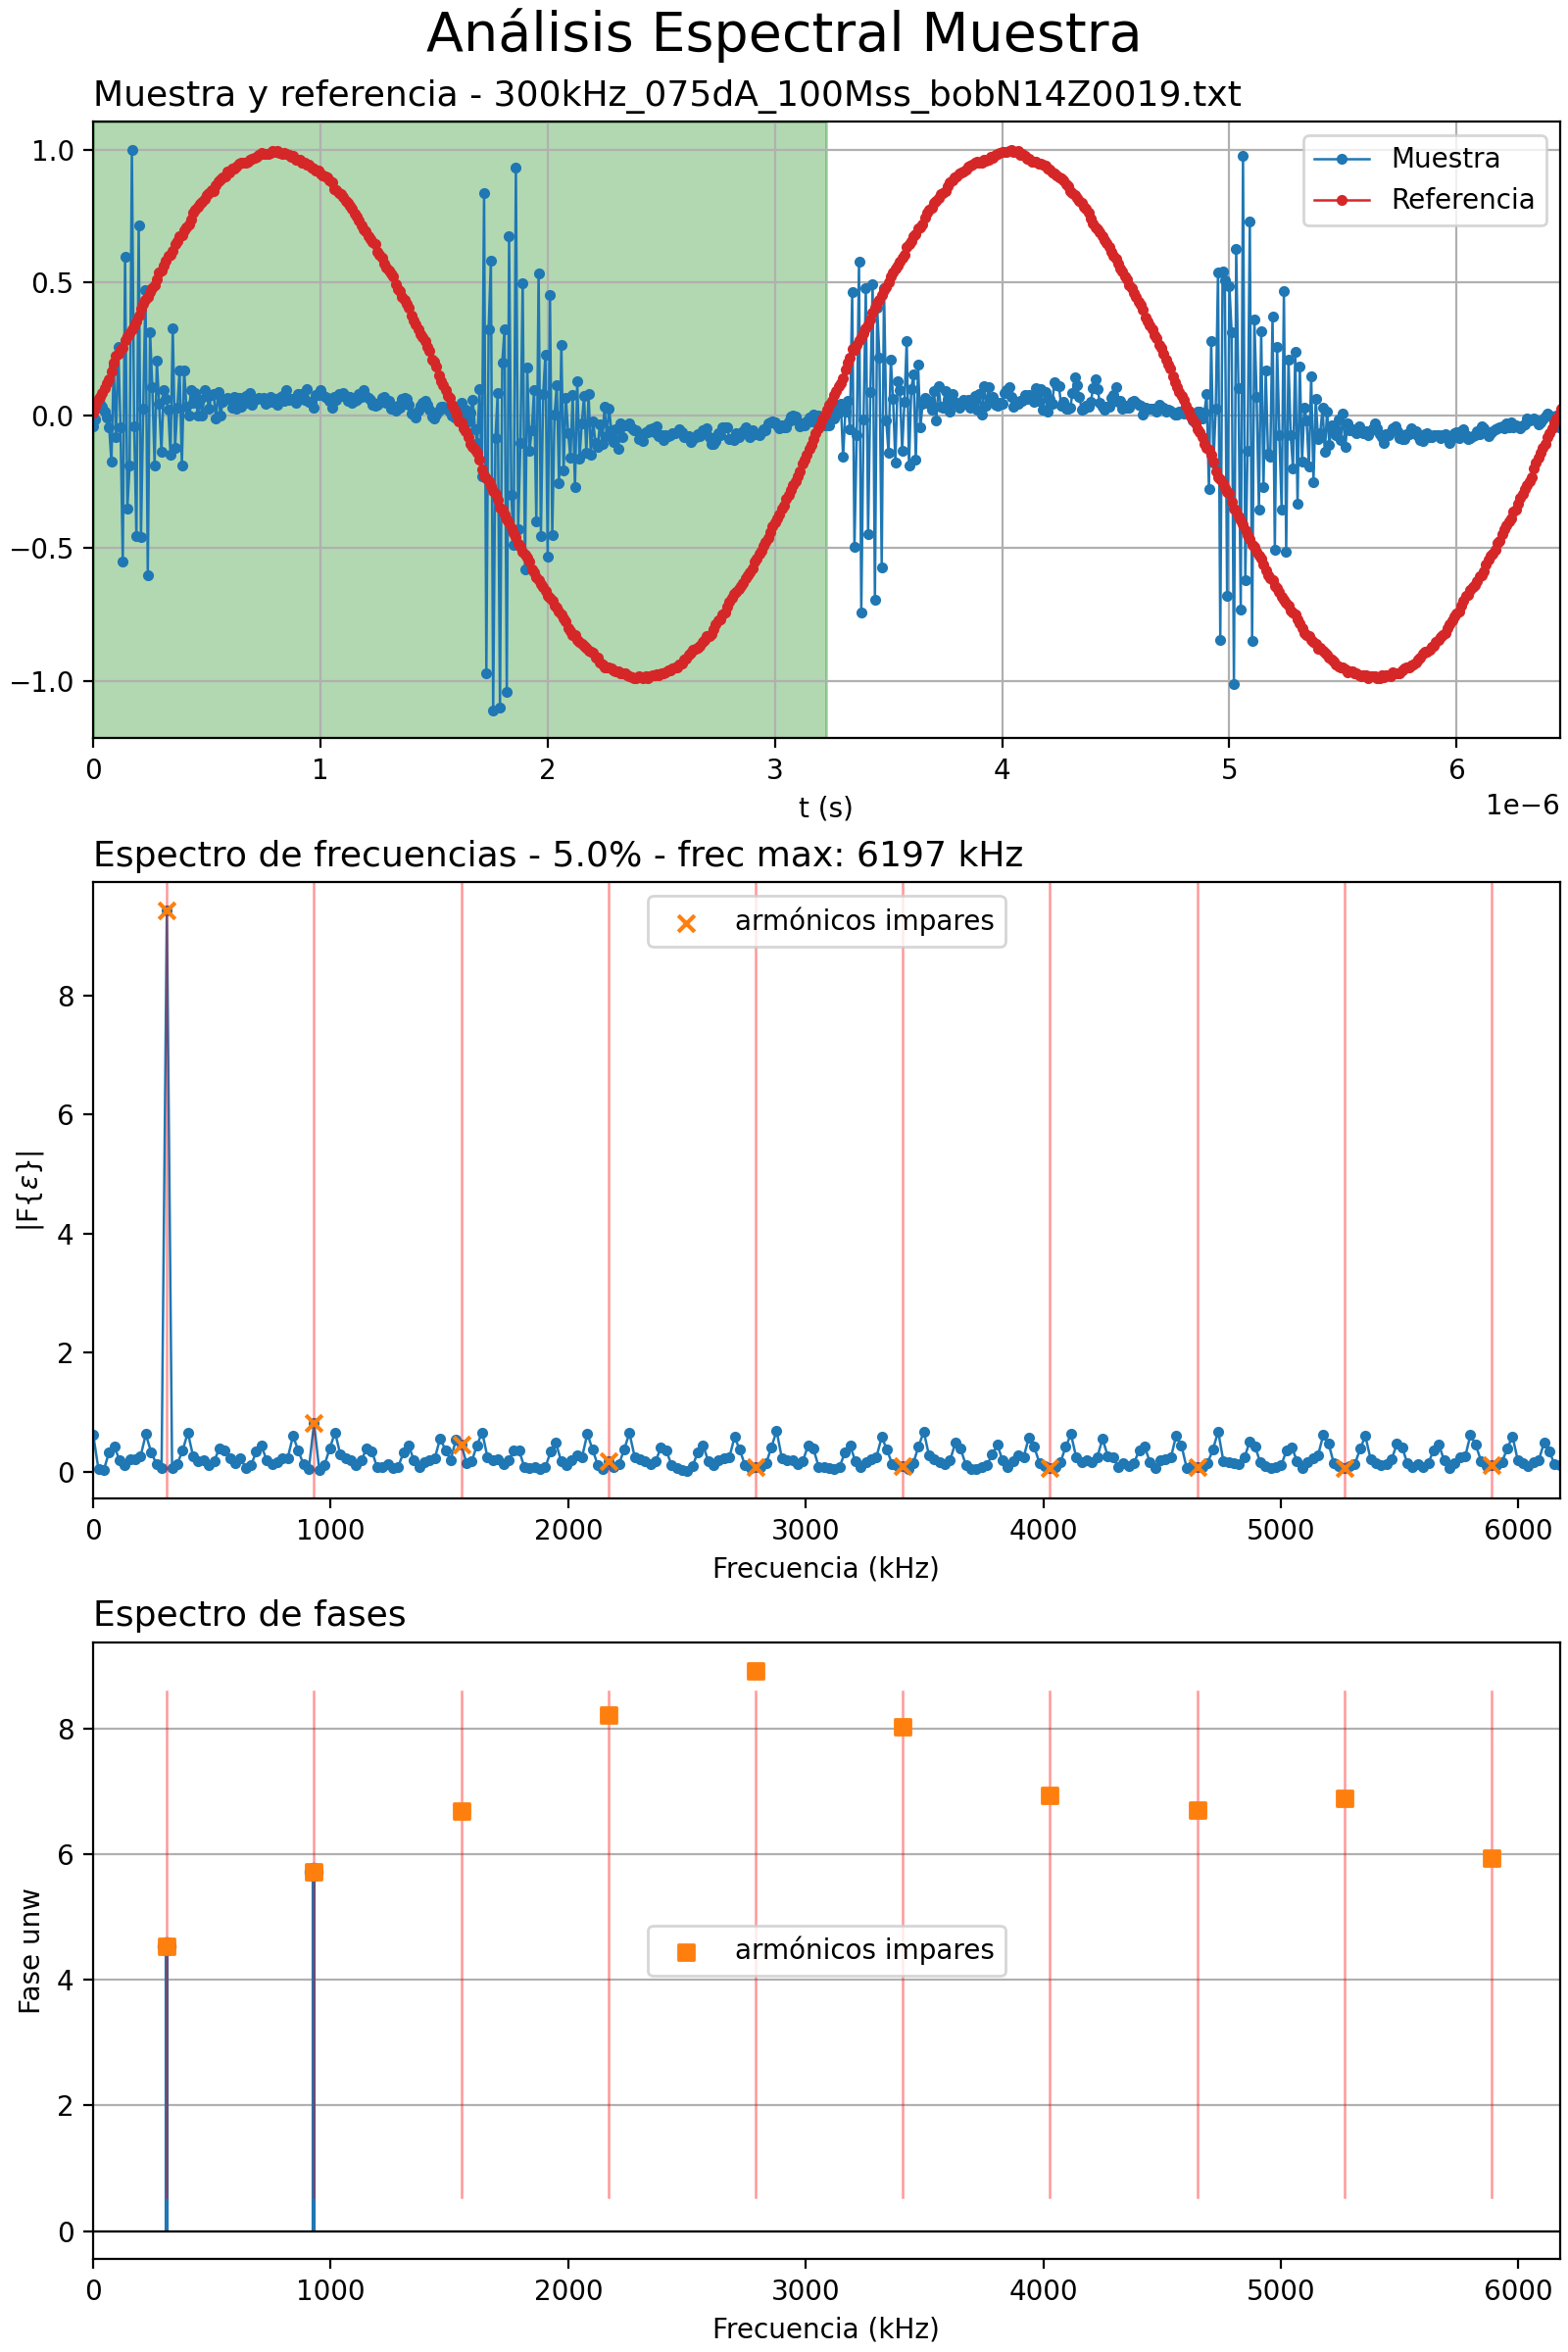 Análisis Espectral Muestra
Muestra y referencia - 300kHz_075dA_100Mss_bobN14Z0019.txt
Muestra
Referencia
1.0
0.5
0.0
−0.5
−1.0
0 1 2 3 4 5 6
t (s)
1e−6
Espectro de frecuencias - 5.0% - frec max: 6197 kHz
armónicos impares
8
6
4
2
0
|F{ε}|
0 1000 2000 3000 4000 5000 6000
Frecuencia (kHz)
Espectro de fases
8
6
4
2
0
Fase unw
armónicos impares
0 1000 2000 3000 4000 5000 6000
Frecuencia (kHz)